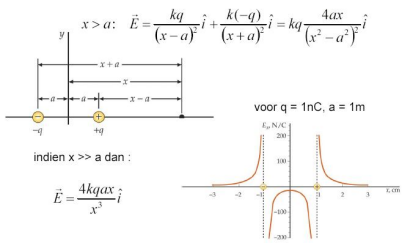 x > a: E⃗ = kq/(x − a)² î + k(−q)/(x + a)² î = kq 4ax/(x² − a²)² î
y
x + a
x
a a x − a
− +
−q +q
voor q = 1nC, a = 1m
indien x >> a dan :
E⃗ = 4kqax/x³ î
Eₓ, N/C
200
100
−3 −2 −1 1 2 3 x, cm
−100
−200